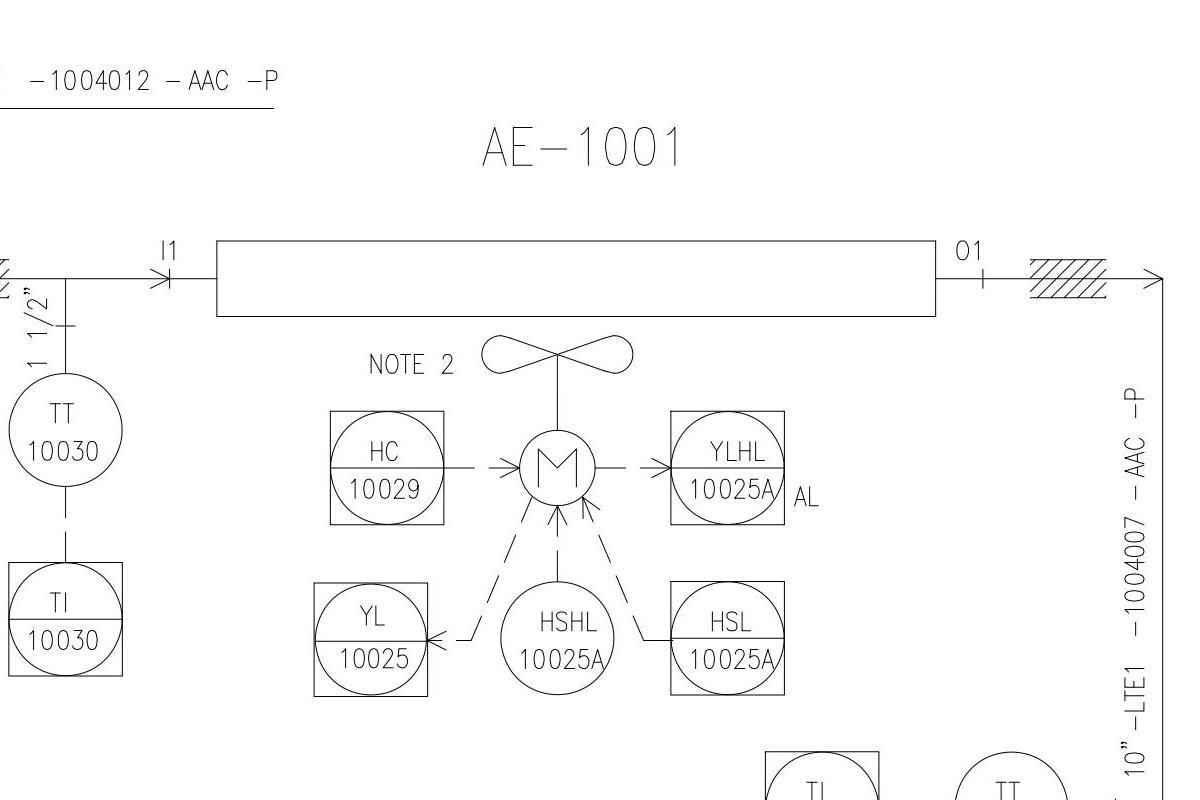 -1004012 -AAC -P
AE-1001
I1
O1
1 1/2"
NOTE 2
TT
10030
HC
10029
M
YLHL
10025A
AL
TI
10030
YL
10025
HSHL
10025A
HSL
10025A
10" -LTE1 -1004007 -AAC -P
TI
TT